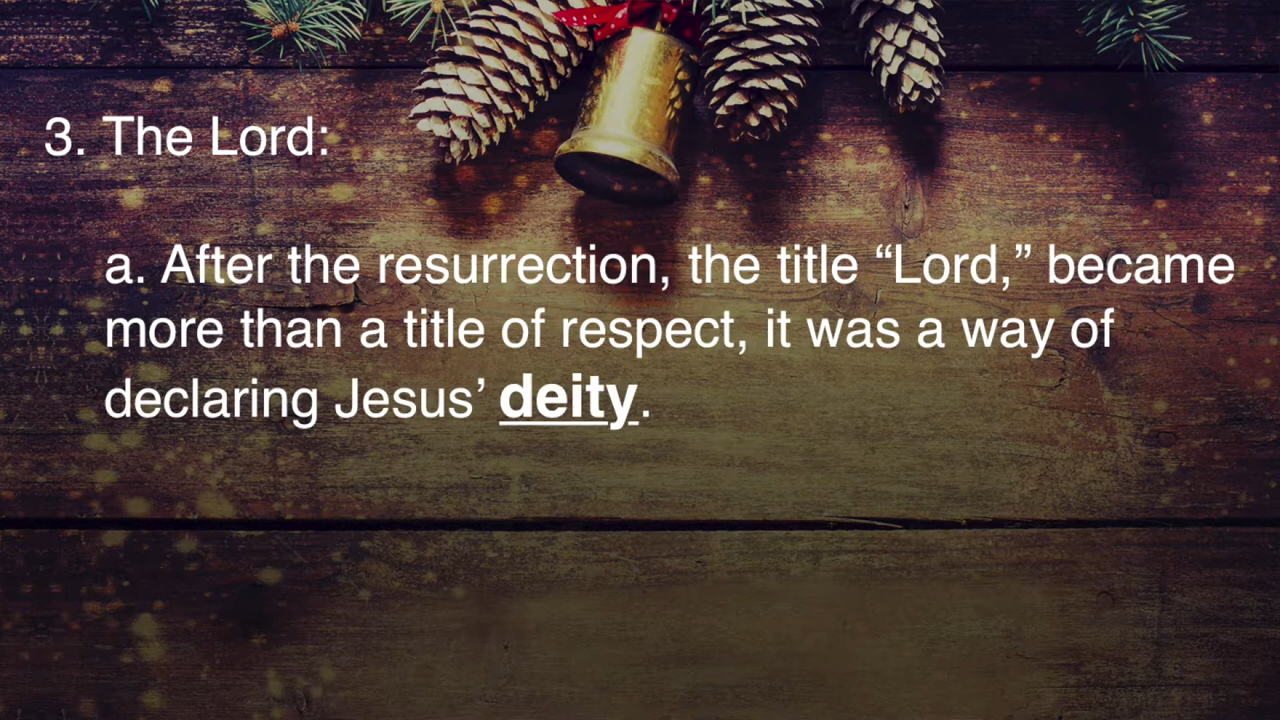 3. The Lord:
a. After the resurrection, the title “Lord,” became
more than a title of respect, it was a way of
declaring Jesus’ deity.